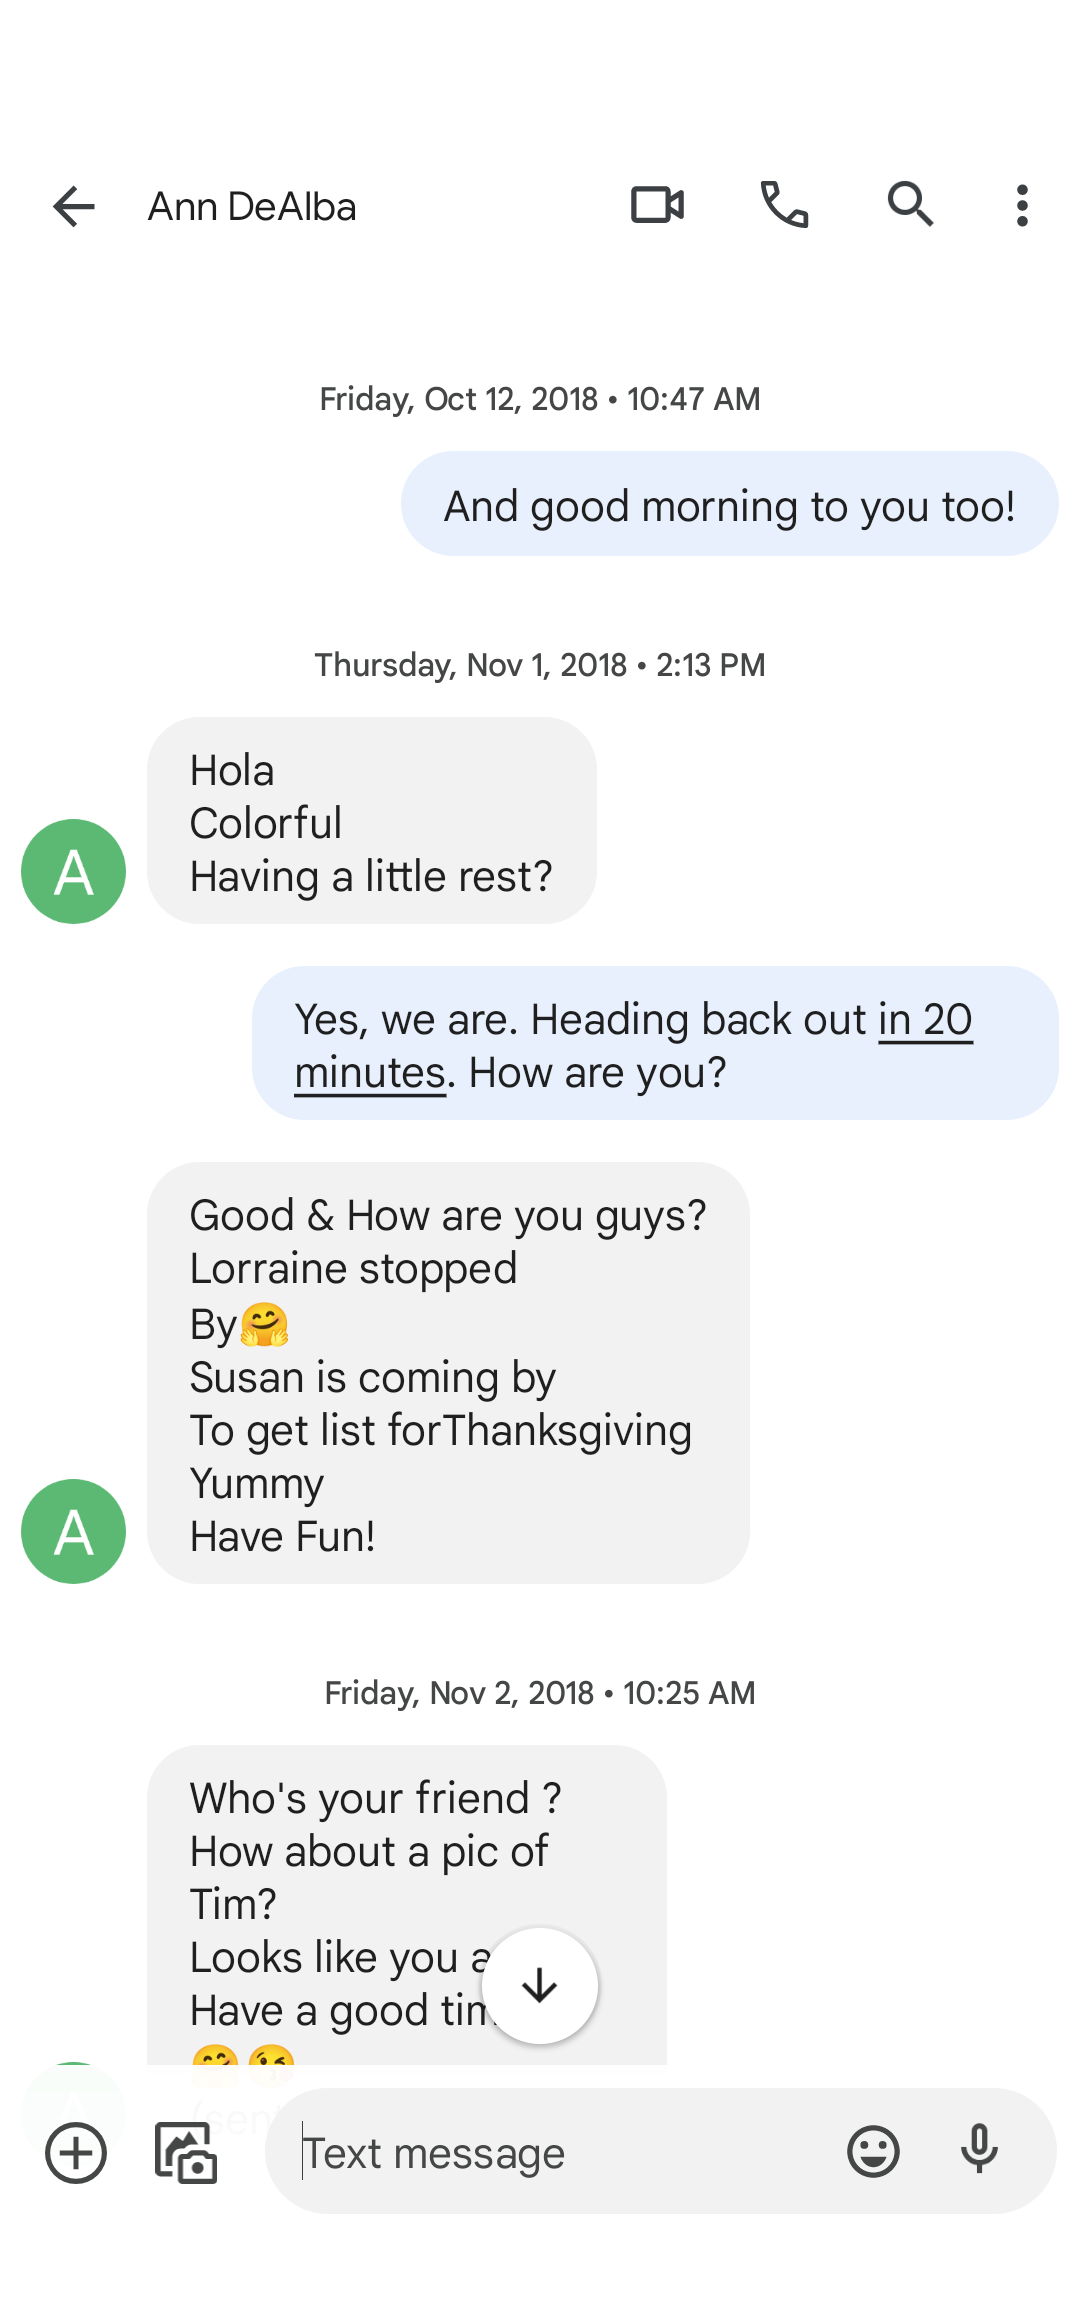 Ann DeAlba
Friday, Oct 12, 2018 • 10:47 AM
And good morning to you too!
Thursday, Nov 1, 2018 • 2:13 PM
Hola
Colorful
Having a little rest?
A
Yes, we are. Heading back out in 20
minutes. How are you?
Good & How are you guys?
Lorraine stopped
By🤗
Susan is coming by
To get list forThanksgiving
Yummy
Have Fun!
A
Friday, Nov 2, 2018 • 10:25 AM
Who's your friend ?
How about a pic of
Tim?
Looks like you
Have a good
🤗😘
Text message